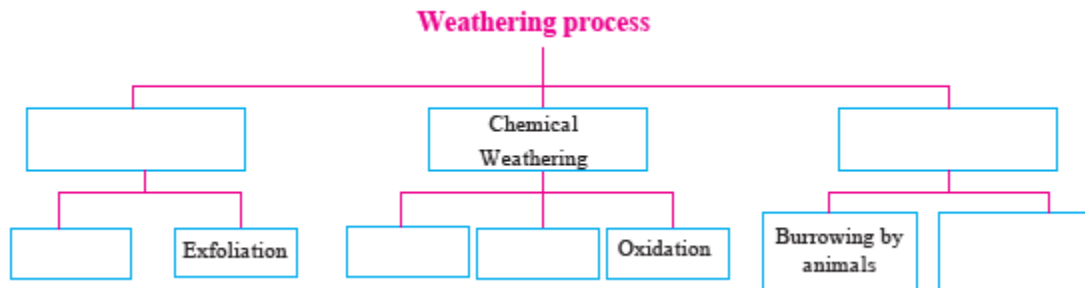 Weathering process
Chemical
Weathering
Exfoliation
Oxidation
Burrowing by
animals